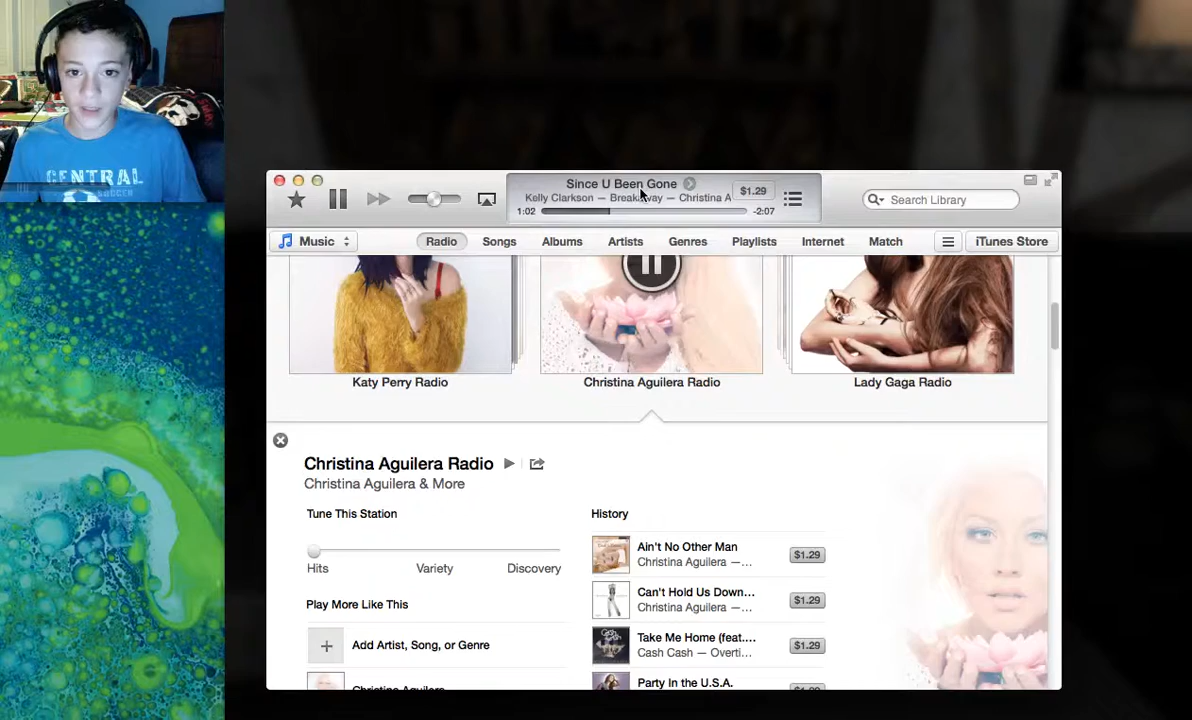 CENTRAL
SOCCER
Since U Been Gone
Kelly Clarkson — Breakaway — Christina A
$1.29
1:02
-2:07
Search Library
Music
Radio
Songs
Albums
Artists
Genres
Playlists
Internet
Match
iTunes Store
Katy Perry Radio
Christina Aguilera Radio
Lady Gaga Radio
Christina Aguilera Radio
Christina Aguilera & More
Tune This Station
Hits
Variety
Discovery
Play More Like This
Add Artist, Song, or Genre
Christina Aguilera
History
Ain't No Other Man
Christina Aguilera —...
$1.29
Can't Hold Us Down...
Christina Aguilera —...
$1.29
Take Me Home (feat....
Cash Cash — Overti...
$1.29
Party In the U.S.A.